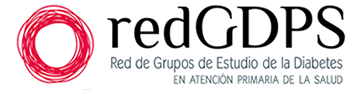 redGDPS
Red de Grupos de Estudio de la Diabetes
EN ATENCIÓN PRIMARIA DE LA SALUD